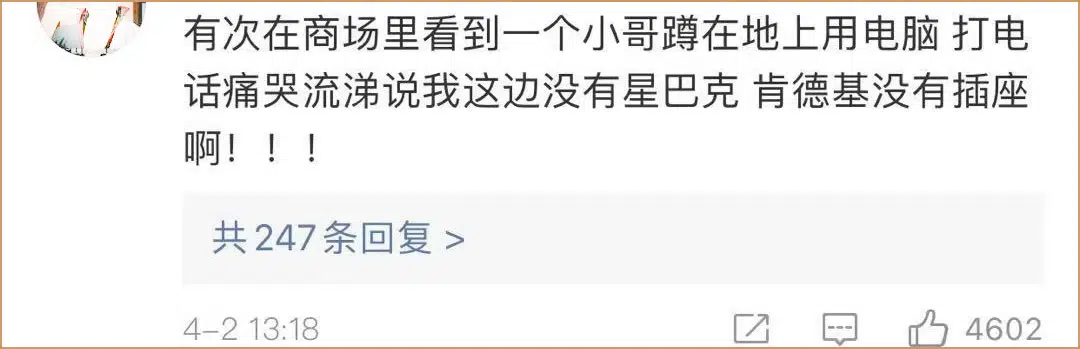 有次在商场里看到一个小哥蹲在地上用电脑 打电
话痛哭流涕说我这边没有星巴克 肯德基没有插座
啊！！！
共247条回复 >
4-2 13:18
4602